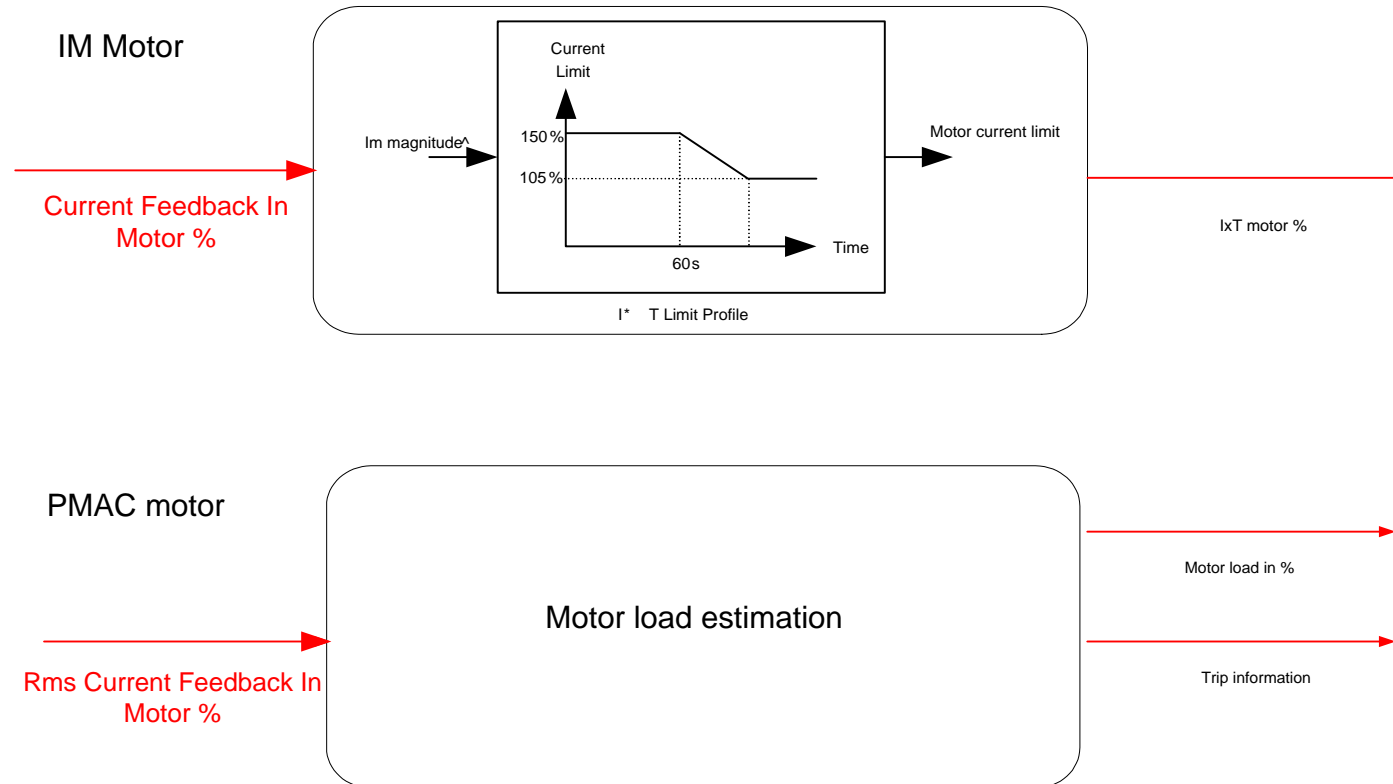 IM Motor
Current
Limit
150 %
105 %
Im magnitude^
Motor current limit
Time
60s
I* T Limit Profile
Current Feedback In
Motor %
IxT motor %
PMAC motor
Motor load estimation
Motor load in %
Rms Current Feedback In
Motor %
Trip information